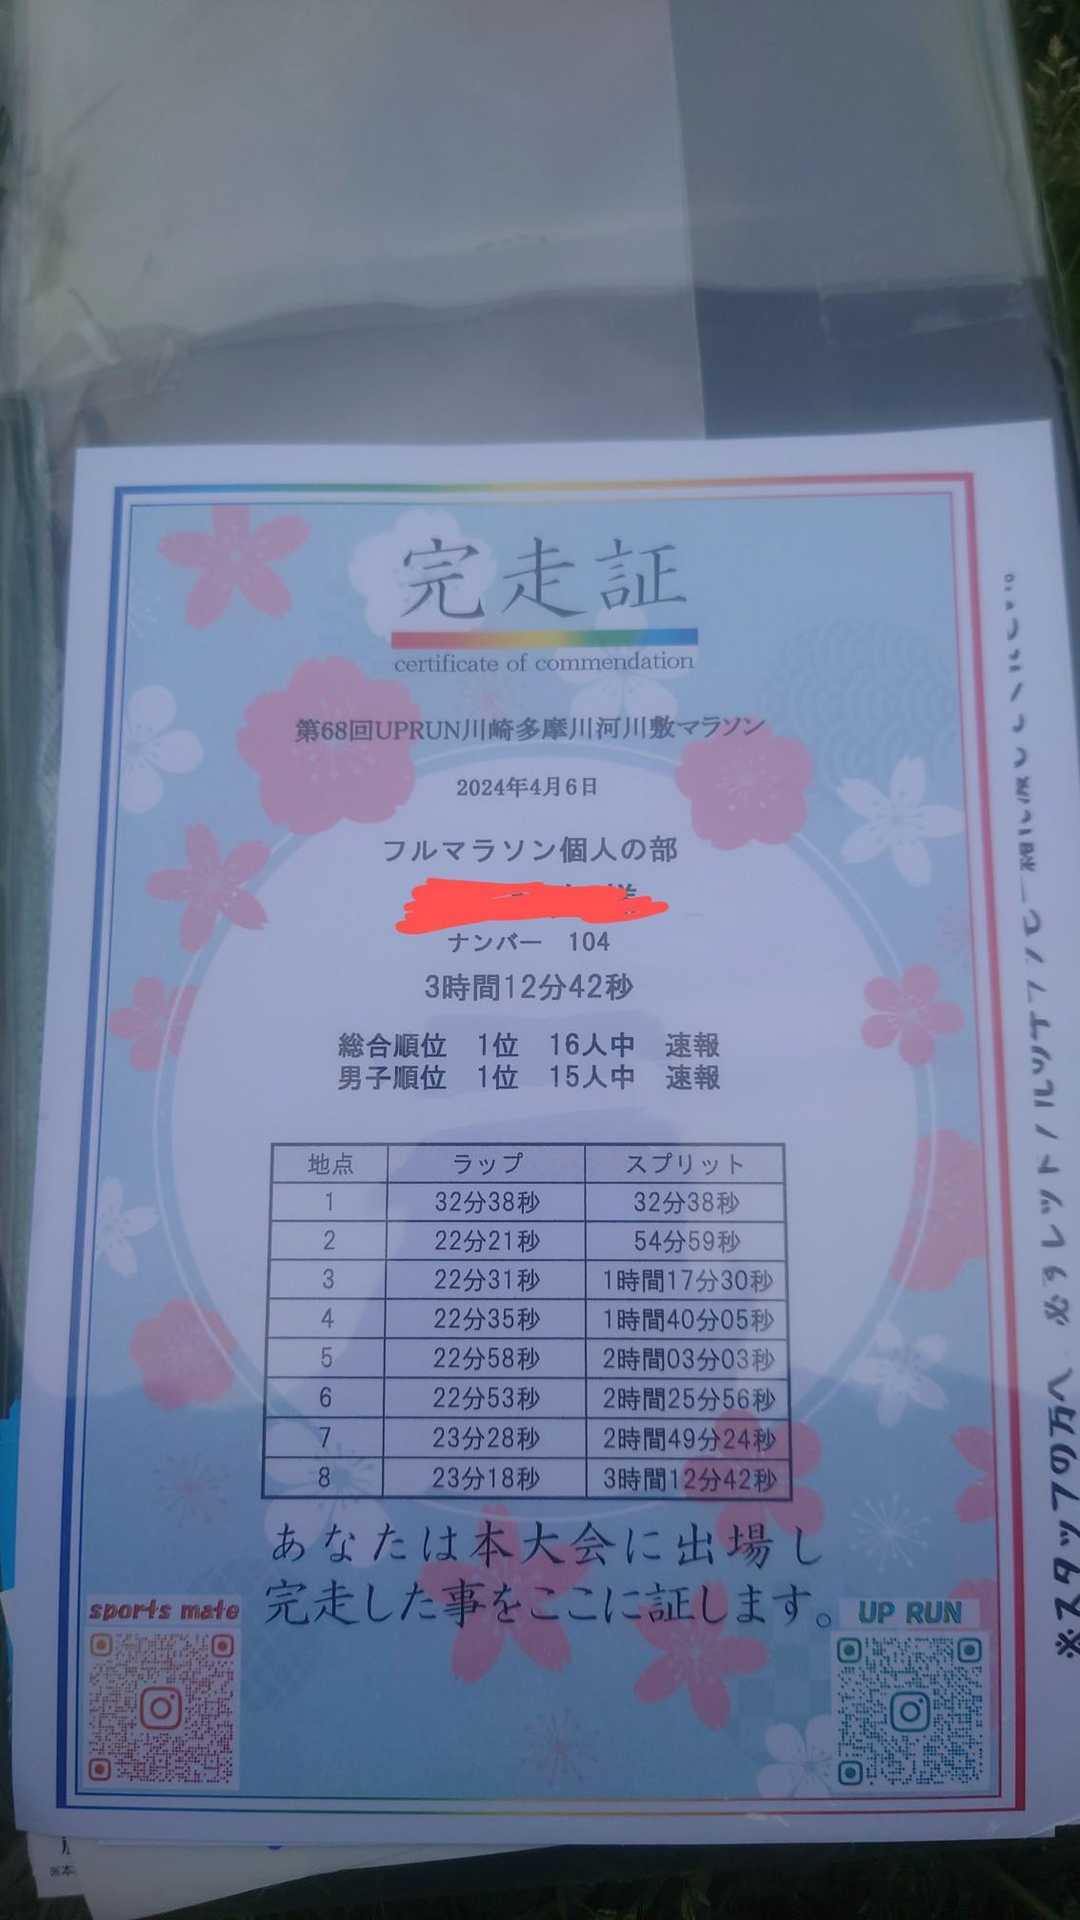 完走証
certificate of commendation
第68回UPRUN川崎多摩川河川敷マラソン
2024年4月6日
フルマラソン個人の部
様
ナンバー 104
3時間12分42秒
総合順位 1位 16人中 速報
男子順位 1位 15人中 速報
地点 ラップ スプリット
1 32分38秒 32分38秒
2 22分21秒 54分59秒
3 22分31秒 1時間17分30秒
4 22分35秒 1時間40分05秒
5 22分58秒 2時間03分03秒
6 22分53秒 2時間25分56秒
7 23分28秒 2時間49分24秒
8 23分18秒 3時間12分42秒
あなたは本大会に出場し
完走した事をここに証します。
sports mate
UP RUN
※スタッフの方へ
※本